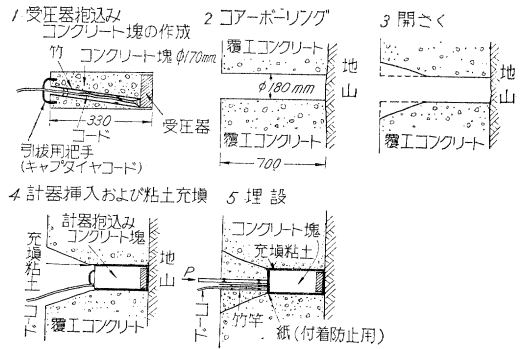 1 受圧器抱込み
コンクリート塊の作成
竹
コンクリート塊 φ170mm
330
コード
受圧器
引抜用把手
(キャプタイヤコード)
2 コアーボーリング
覆工コンクリート
φ180mm
地山
覆工コンクリート
700
3 開さく
地山
覆工コンクリート
4 計器挿入および粘土充塡
計器抱込み
コンクリート塊
充塡粘土
地山
コード
覆工コンクリート
5 埋設
コンクリート塊
充塡粘土
P
コード
竹竿
紙(付着防止用)